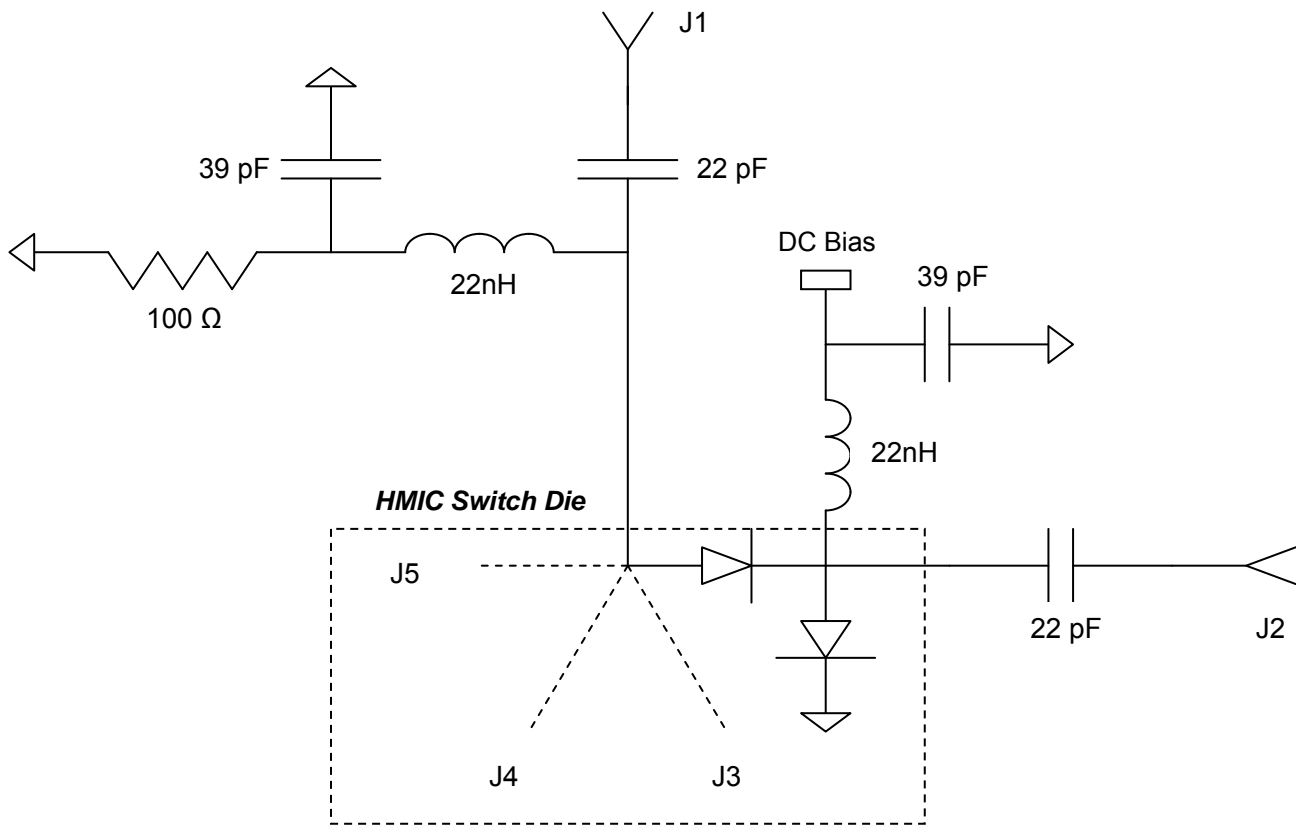 J1
39 pF
22 pF
DC Bias
39 pF
22nH
100 Ω
22nH
HMIC Switch Die
J5
22 pF
J2
J4
J3